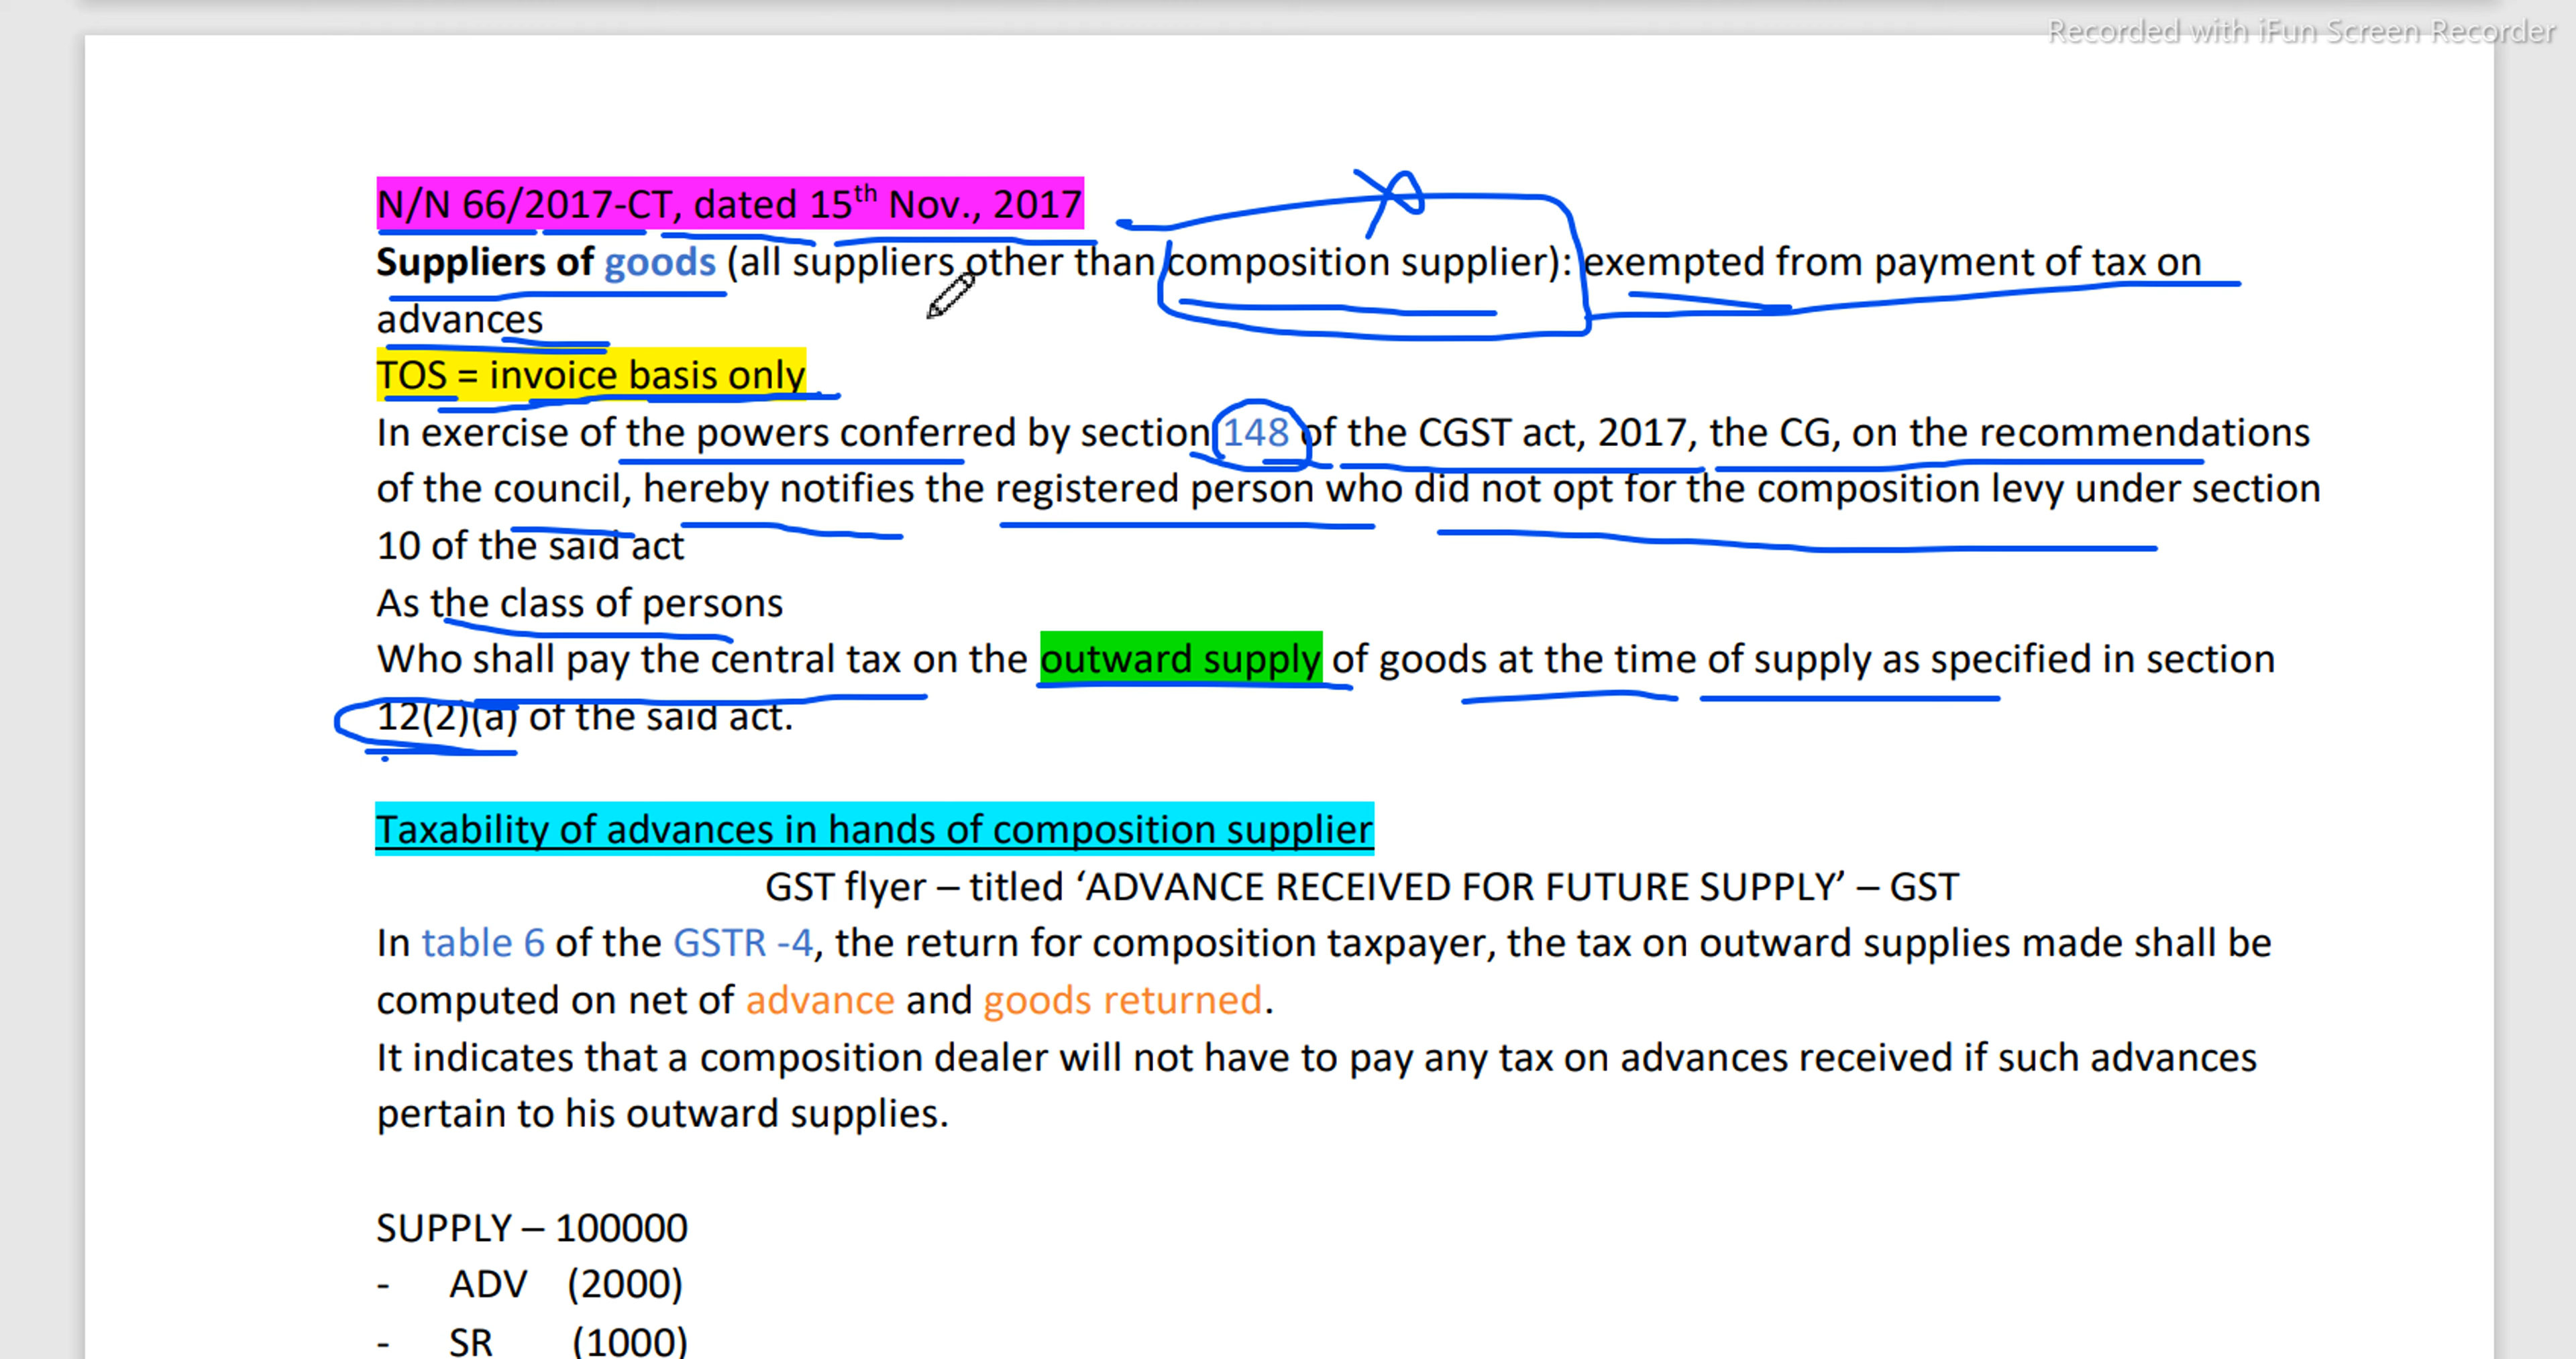 Recorded with iFun Screen Recorder
N/N 66/2017-CT, dated 15th Nov., 2017
Suppliers of goods (all suppliers other than composition supplier): exempted from payment of tax on
advances
TOS = invoice basis only
In exercise of the powers conferred by section 148 of the CGST act, 2017, the CG, on the recommendations
of the council, hereby notifies the registered person who did not opt for the composition levy under section
10 of the said act
As the class of persons
Who shall pay the central tax on the outward supply of goods at the time of supply as specified in section
12(2)(a) of the said act.
Taxability of advances in hands of composition supplier
GST flyer – titled ‘ADVANCE RECEIVED FOR FUTURE SUPPLY’ – GST
In table 6 of the GSTR -4, the return for composition taxpayer, the tax on outward supplies made shall be
computed on net of advance and goods returned.
It indicates that a composition dealer will not have to pay any tax on advances received if such advances
pertain to his outward supplies.
SUPPLY – 100000
- ADV (2000)
- SR (1000)